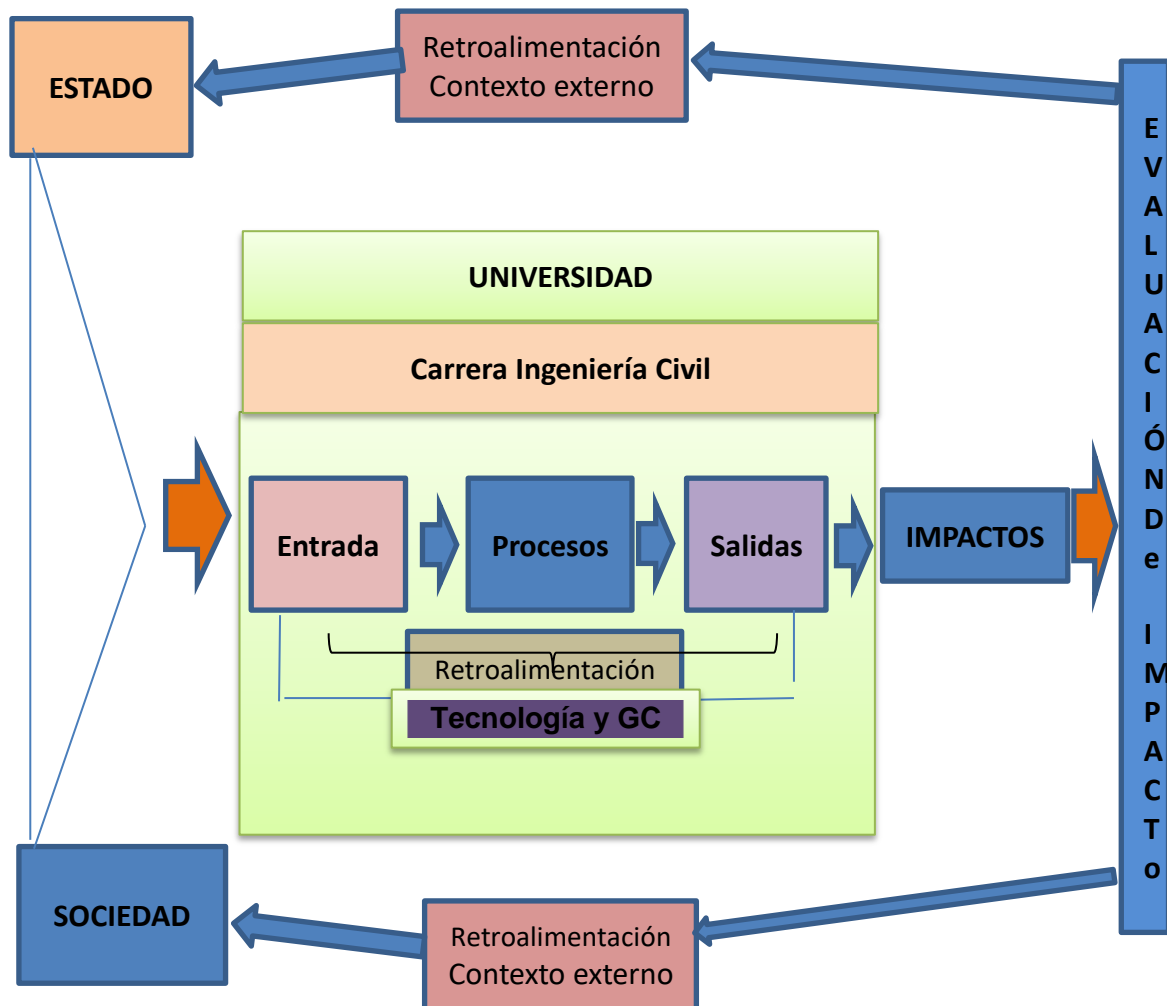 Retroalimentación
Contexto externo
ESTADO
UNIVERSIDAD
Carrera Ingeniería Civil
Entrada
Procesos
Salidas
IMPACTOS
Retroalimentación
Tecnología y GC
SOCIEDAD
Retroalimentación
Contexto externo
E
V
A
L
U
A
C
I
Ó
N
D
e
I
M
P
A
C
T
o